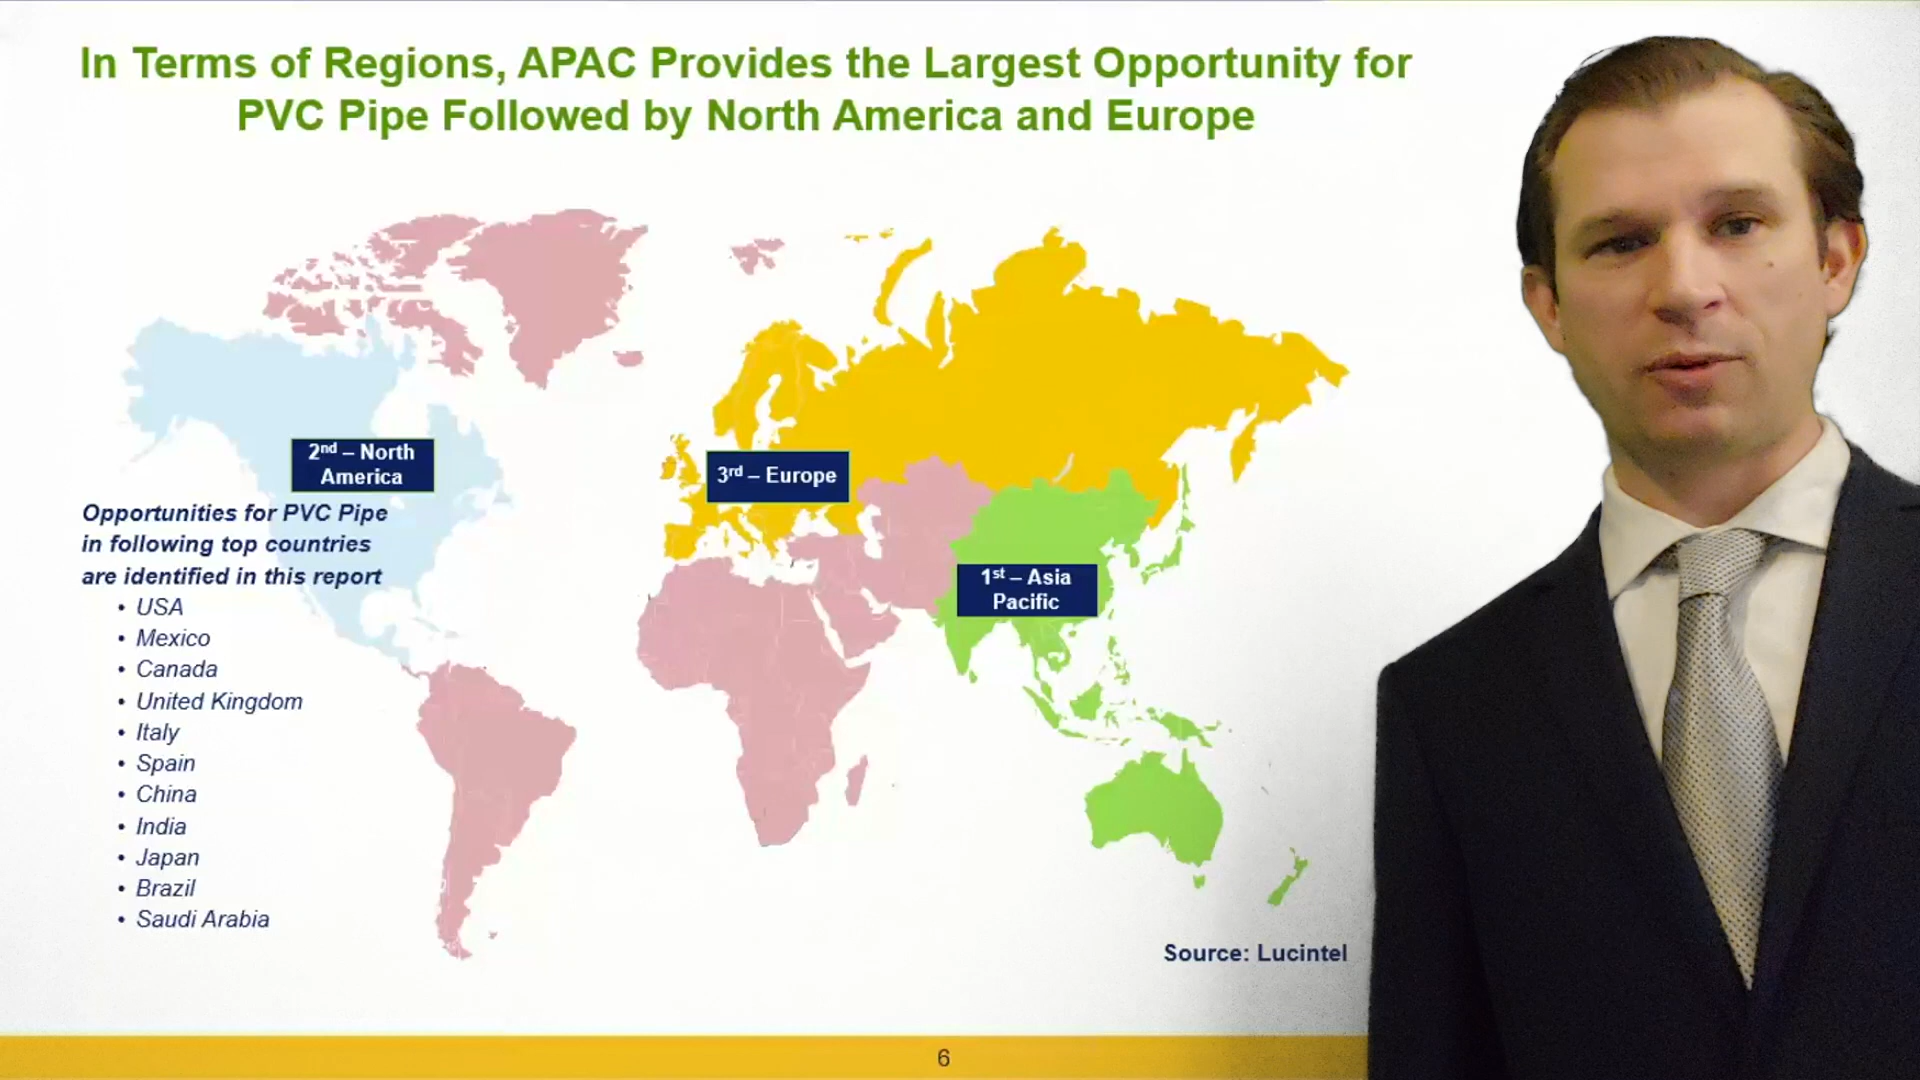 In Terms of Regions, APAC Provides the Largest Opportunity for
PVC Pipe Followed by North America and Europe
2nd – North
America
3rd – Europe
1st – Asia
Pacific
Opportunities for PVC Pipe
in following top countries
are identified in this report
• USA
• Mexico
• Canada
• United Kingdom
• Italy
• Spain
• China
• India
• Japan
• Brazil
• Saudi Arabia
Source: Lucintel
6